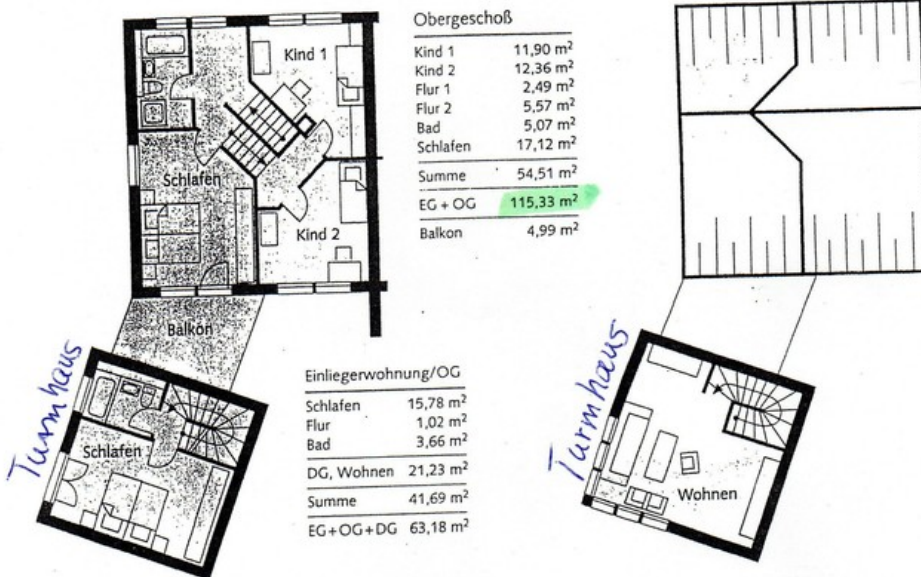 Obergeschoß
Kind 1 11,90 m²
Kind 2 12,36 m²
Flur 1 2,49 m²
Flur 2 5,57 m²
Bad 5,07 m²
Schlafen 17,12 m²
Summe 54,51 m²
EG + OG 115,33 m²
Balkon 4,99 m²
Kind 1
Schlafen
Kind 2
Balkon
Turmhaus
Schlafen
Einliegerwohnung/OG
Schlafen 15,78 m²
Flur 1,02 m²
Bad 3,66 m²
DG, Wohnen 21,23 m²
Summe 41,69 m²
EG+OG+DG 63,18 m²
Turmhaus
Wohnen